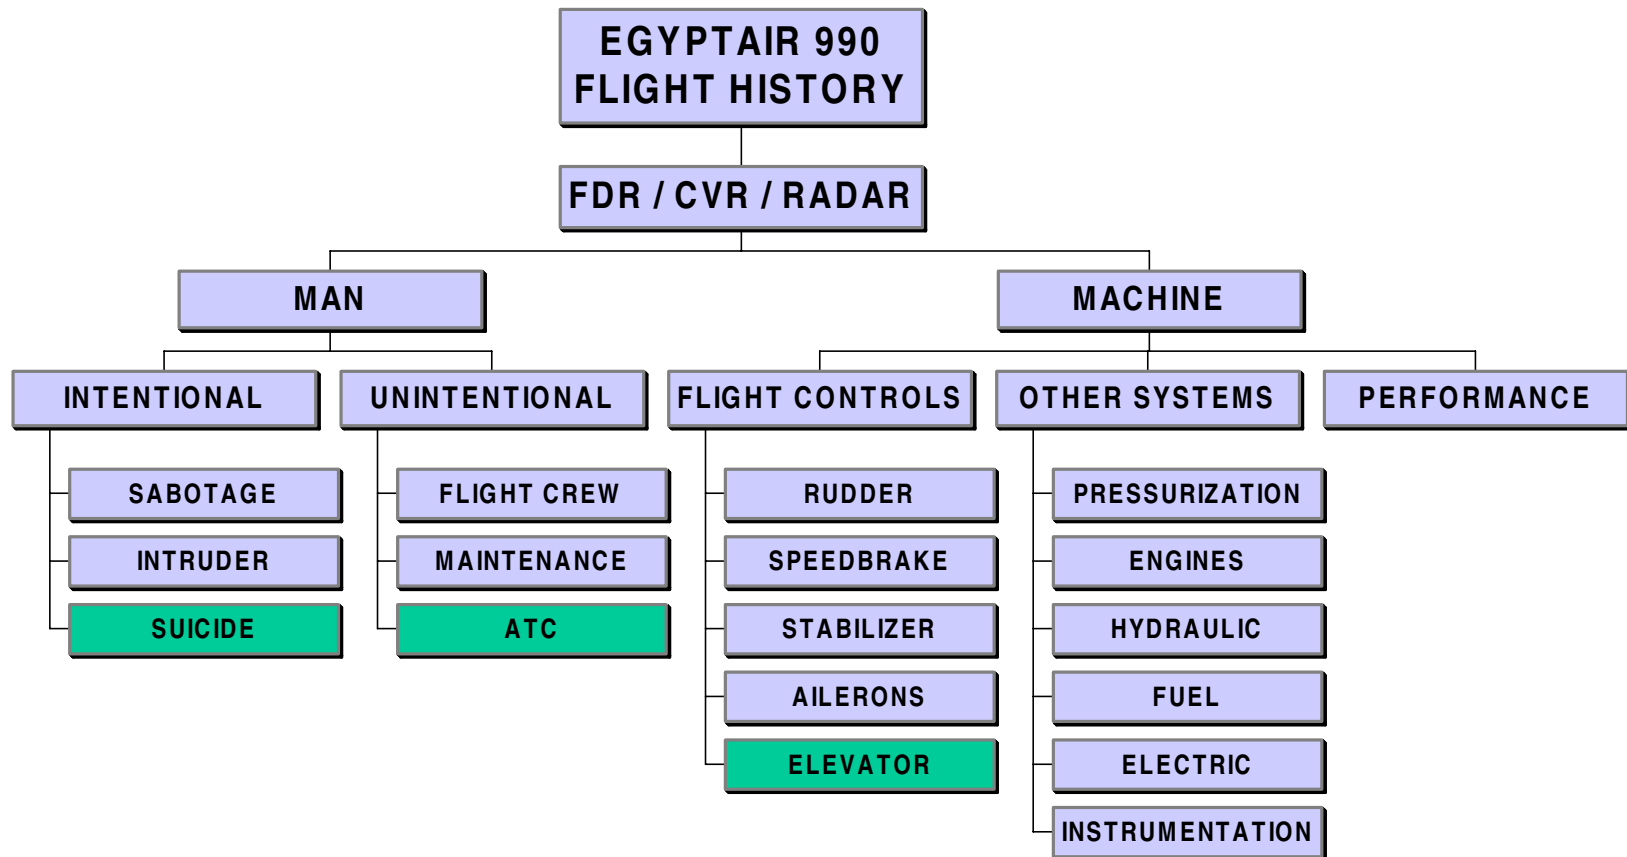 EGYPTAIR 990
FLIGHT HISTORY
FDR / CVR / RADAR
MAN
MACHINE
INTENTIONAL
UNINTENTIONAL
FLIGHT CONTROLS
OTHER SYSTEMS
PERFORMANCE
SABOTAGE
INTRUDER
SUICIDE
FLIGHT CREW
MAINTENANCE
ATC
RUDDER
SPEEDBRAKE
STABILIZER
AILERONS
ELEVATOR
PRESSURIZATION
ENGINES
HYDRAULIC
FUEL
ELECTRIC
INSTRUMENTATION